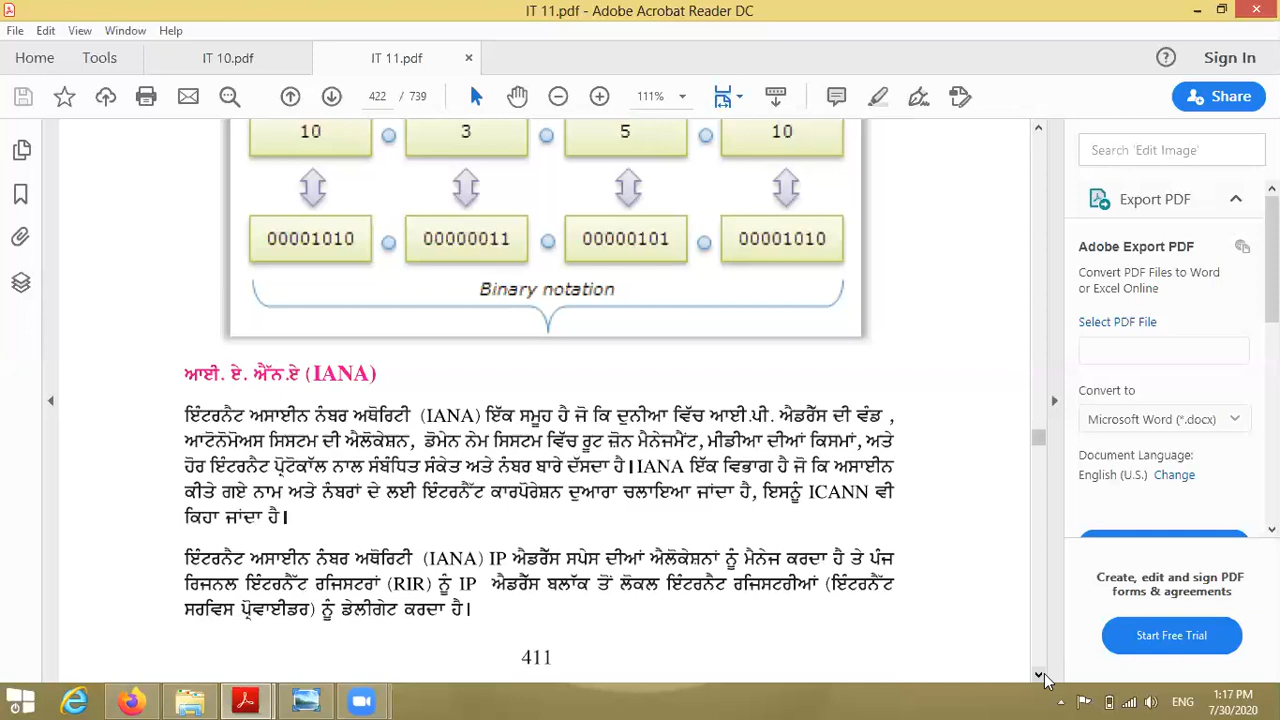 IT 11.pdf - Adobe Acrobat Reader DC
File Edit View Window Help
Home Tools IT 10.pdf IT 11.pdf × Sign In
422 / 739 111% Share
10 3 5 10
00001010 00000011 00000101 00001010
Binary notation
ਆਈ. ਏ. ਐੱਨ.ਏ (IANA)
ਇੰਟਰਨੈਟ ਅਸਾਈਨ ਨੰਬਰ ਅਥੋਰਿਟੀ (IANA) ਇੱਕ ਸਮੂਹ ਹੈ ਜੋ ਕਿ ਦੁਨੀਆ ਵਿੱਚ ਆਈ.ਪੀ. ਐਡਰੈੱਸ ਦੀ ਵੰਡ ,
ਆਟੋਨੋਮੋਅਸ ਸਿਸਟਮ ਦੀ ਐਲੋਕੇਸ਼ਨ, ਡੋਮੇਨ ਨੇਮ ਸਿਸਟਮ ਵਿੱਚ ਰੂਟ ਜ਼ੋਨ ਮੈਨੇਜਮੈਂਟ, ਮੀਡੀਆ ਦੀਆਂ ਕਿਸਮਾਂ, ਅਤੇ
ਹੋਰ ਇੰਟਰਨੈਟ ਪ੍ਰੋਟੋਕਾੱਲ ਨਾਲ ਸੰਬੰਧਿਤ ਸੰਕੇਤ ਅਤੇ ਨੰਬਰ ਬਾਰੇ ਦੱਸਦਾ ਹੈ। IANA ਇੱਕ ਵਿਭਾਗ ਹੈ ਜੋ ਕਿ ਅਸਾਈਨ
ਕੀਤੇ ਗਏ ਨਾਮ ਅਤੇ ਨੰਬਰਾਂ ਦੇ ਲਈ ਇੰਟਰਨੈੱਟ ਕਾਰਪੋਰੇਸ਼ਨ ਦੁਆਰਾ ਚਲਾਇਆ ਜਾਂਦਾ ਹੈ, ਇਸਨੂੰ ICANN ਵੀ
ਕਿਹਾ ਜਾਂਦਾ ਹੈ।
ਇੰਟਰਨੈਟ ਅਸਾਈਨ ਨੰਬਰ ਅਥੋਰਿਟੀ (IANA) IP ਐਡਰੈੱਸ ਸਪੇਸ ਦੀਆਂ ਐਲੋਕੇਸ਼ਨਾਂ ਨੂੰ ਮੈਨੇਜ ਕਰਦਾ ਹੈ ਤੇ ਪੰਜ
ਰਿਜਨਲ ਇੰਟਰਨੈੱਟ ਰਜਿਸਟਰਾਂ (RIR) ਨੂੰ IP ਐਡਰੈੱਸ ਬਲਾੱਕ ਤੋਂ ਲੋਕਲ ਇੰਟਰਨੈਟ ਰਜਿਸਟਰੀਆਂ (ਇੰਟਰਨੈੱਟ
ਸਰਵਿਸ ਪ੍ਰੋਵਾਈਡਰ) ਨੂੰ ਡੇਲੀਗੇਟ ਕਰਦਾ ਹੈ।
411
Search 'Edit Image'
Export PDF
Adobe Export PDF
Convert PDF Files to Word
or Excel Online
Select PDF File
Convert to
Microsoft Word (*.docx)
Document Language:
English (U.S.) Change
Create, edit and sign PDF
forms & agreements
Start Free Trial
ENG
1:17 PM
7/30/2020